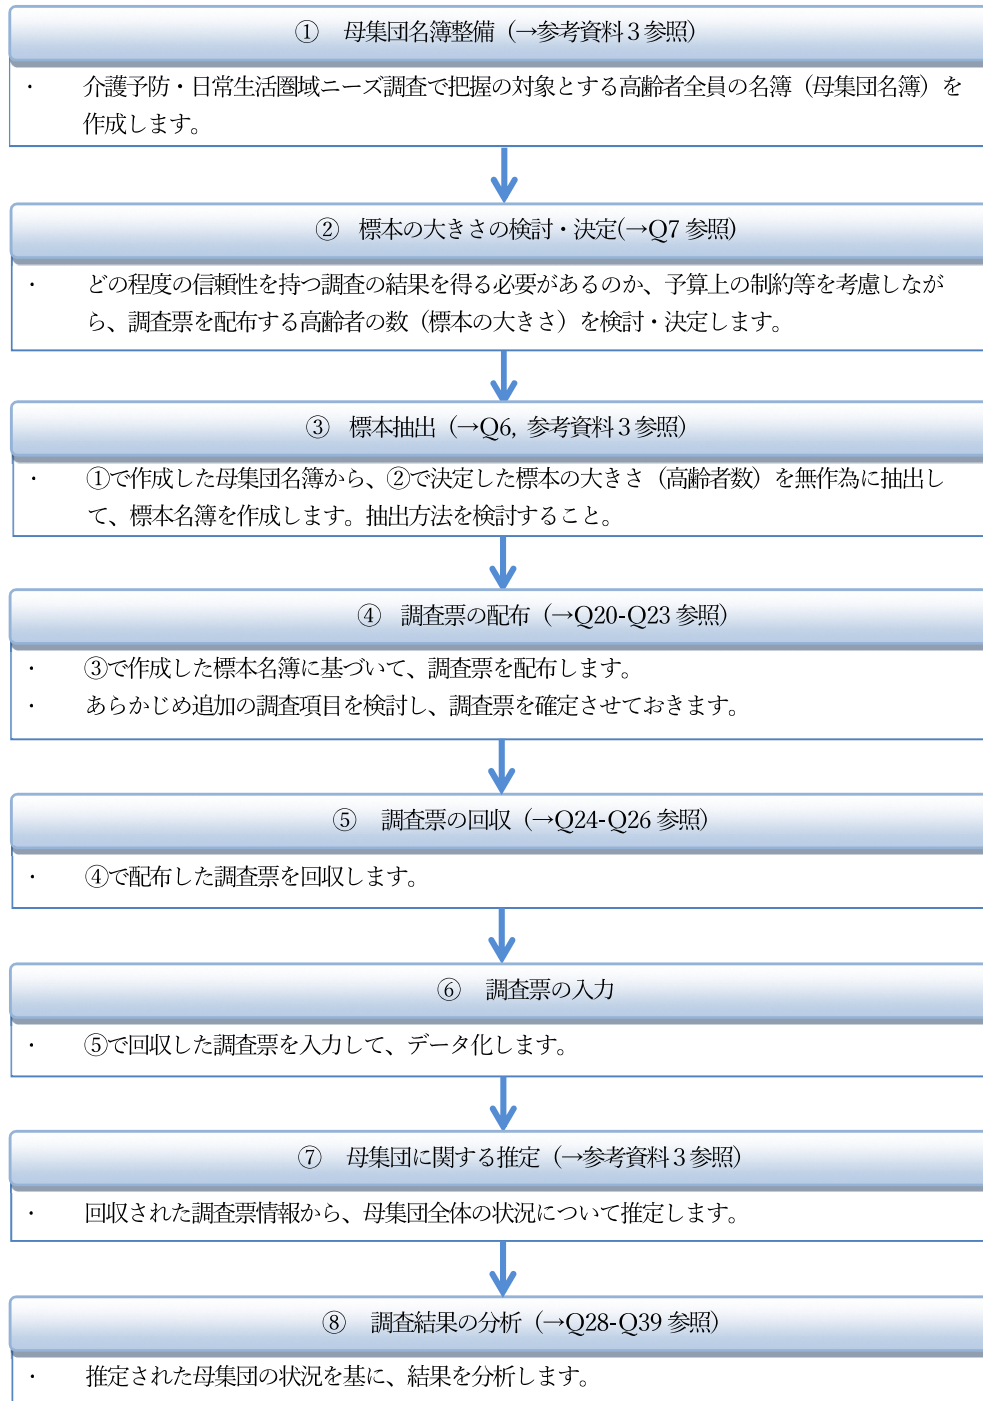 ① 母集団名簿整備（→参考資料３参照）
・ 介護予防・日常生活圏域ニーズ調査で把握の対象とする高齢者全員の名簿（母集団名簿）を
作成します。
② 標本の大きさの検討・決定(→Q7 参照)
・ どの程度の信頼性を持つ調査の結果を得る必要があるのか、予算上の制約等を考慮しなが
ら、調査票を配布する高齢者の数（標本の大きさ）を検討・決定します。
③ 標本抽出（→Q6, 参考資料３参照）
・ ①で作成した母集団名簿から、②で決定した標本の大きさ（高齢者数）を無作為に抽出し
て、標本名簿を作成します。抽出方法を検討すること。
④ 調査票の配布（→Q20-Q23 参照）
・ ③で作成した標本名簿に基づいて、調査票を配布します。
・ あらかじめ追加の調査項目を検討し、調査票を確定させておきます。
⑤ 調査票の回収（→Q24-Q26 参照）
・ ④で配布した調査票を回収します。
⑥ 調査票の入力
・ ⑤で回収した調査票を入力して、データ化します。
⑦ 母集団に関する推定（→参考資料３参照）
・ 回収された調査票情報から、母集団全体の状況について推定します。
⑧ 調査結果の分析（→Q28-Q39 参照）
・ 推定された母集団の状況を基に、結果を分析します。